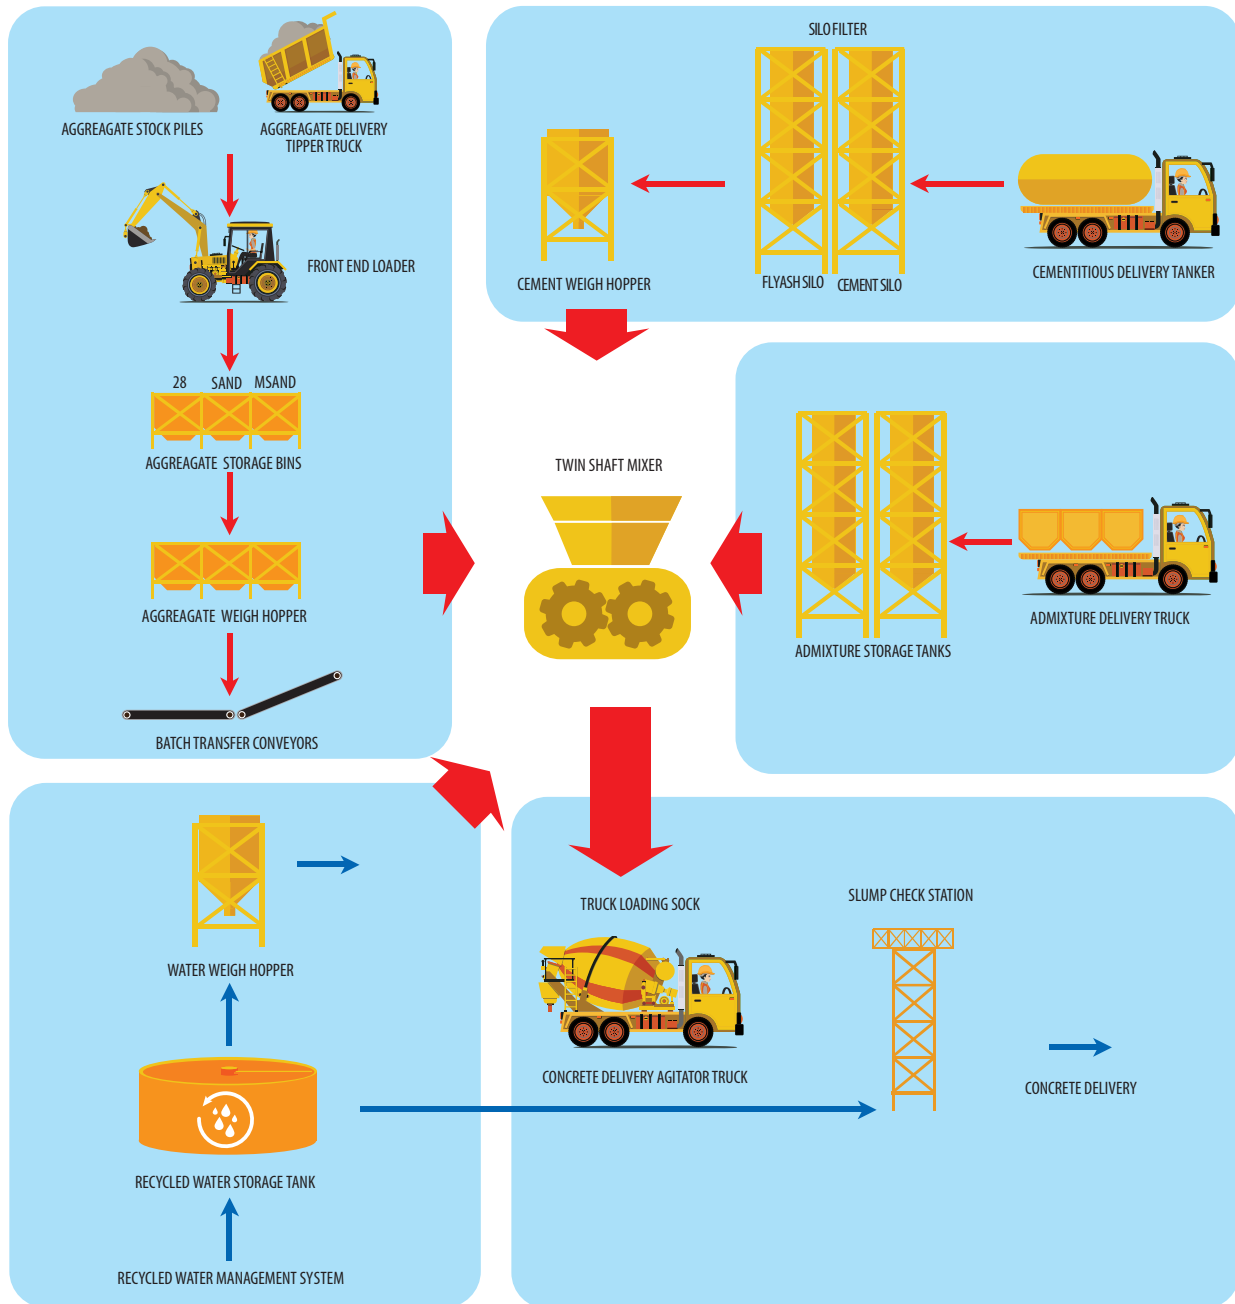 AGGREAGATE STOCK PILES
AGGREAGATE DELIVERY
TIPPER TRUCK
FRONT END LOADER
28 SAND MSAND
AGGREAGATE STORAGE BINS
AGGREAGATE WEIGH HOPPER
BATCH TRANSFER CONVEYORS
SILO FILTER
CEMENT WEIGH HOPPER
FLYASH SILO
CEMENT SILO
CEMENTITIOUS DELIVERY TANKER
TWIN SHAFT MIXER
ADMIXTURE STORAGE TANKS
ADMIXTURE DELIVERY TRUCK
WATER WEIGH HOPPER
RECYCLED WATER STORAGE TANK
RECYCLED WATER MANAGEMENT SYSTEM
TRUCK LOADING SOCK
CONCRETE DELIVERY AGITATOR TRUCK
SLUMP CHECK STATION
CONCRETE DELIVERY